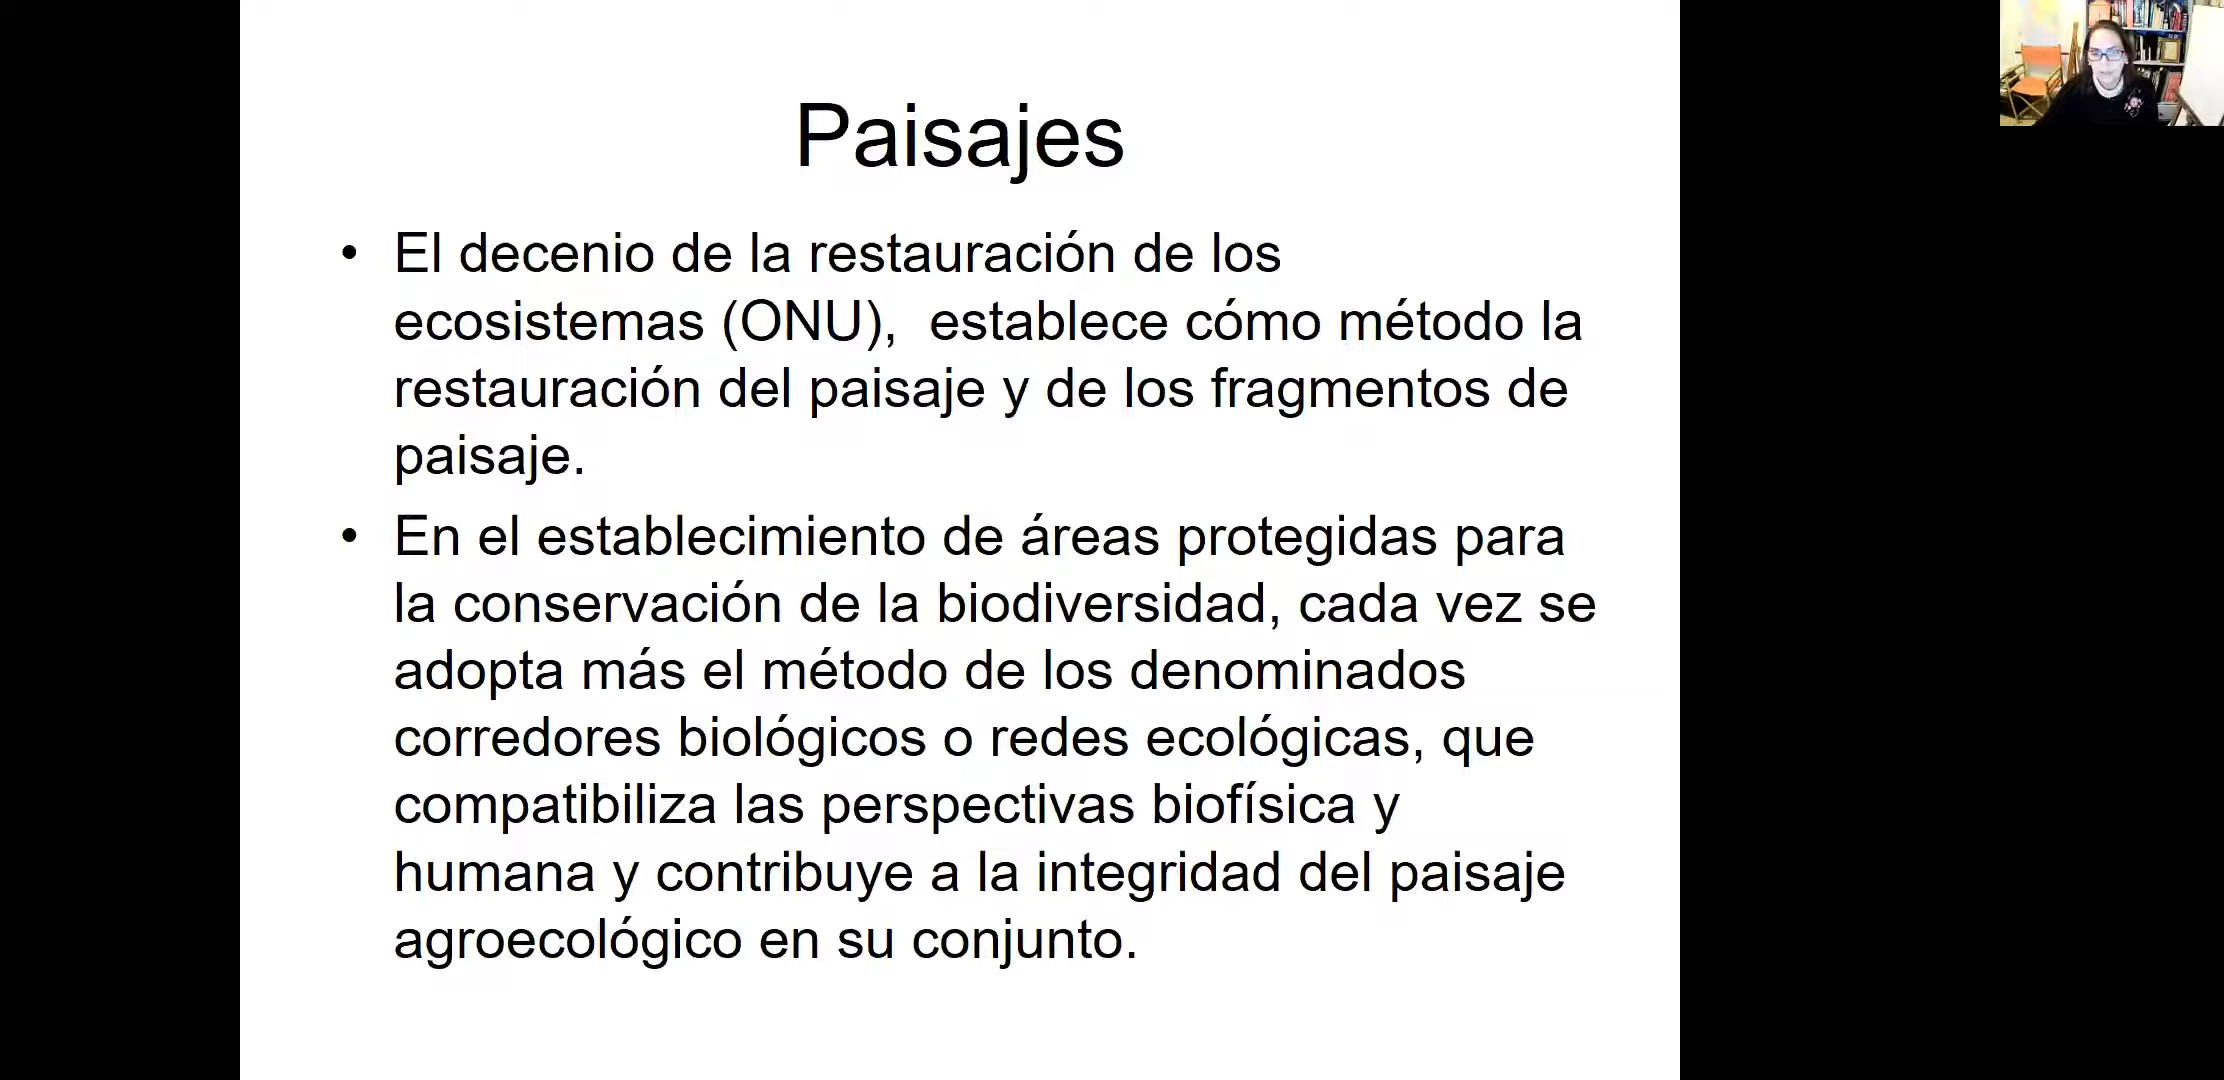 Paisajes
• El decenio de la restauración de los
ecosistemas (ONU),  establece cómo método la
restauración del paisaje y de los fragmentos de
paisaje.
• En el establecimiento de áreas protegidas para
la conservación de la biodiversidad, cada vez se
adopta más el método de los denominados
corredores biológicos o redes ecológicas, que
compatibiliza las perspectivas biofísica y
humana y contribuye a la integridad del paisaje
agroecológico en su conjunto.